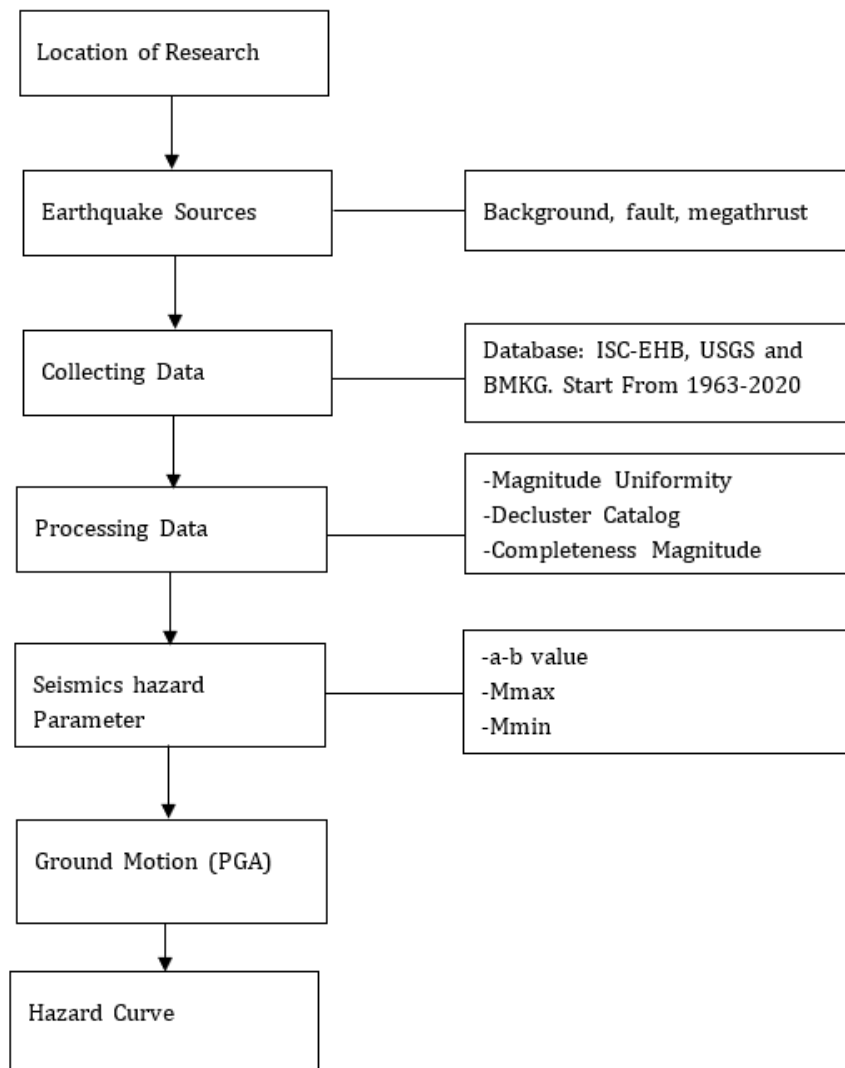 Location of Research
Earthquake Sources
Background, fault, megathrust
Collecting Data
Database: ISC-EHB, USGS and
BMKG. Start From 1963-2020
Processing Data
-Magnitude Uniformity
-Decluster Catalog
-Completeness Magnitude
Seismics hazard
Parameter
-a-b value
-Mmax
-Mmin
Ground Motion (PGA)
Hazard Curve